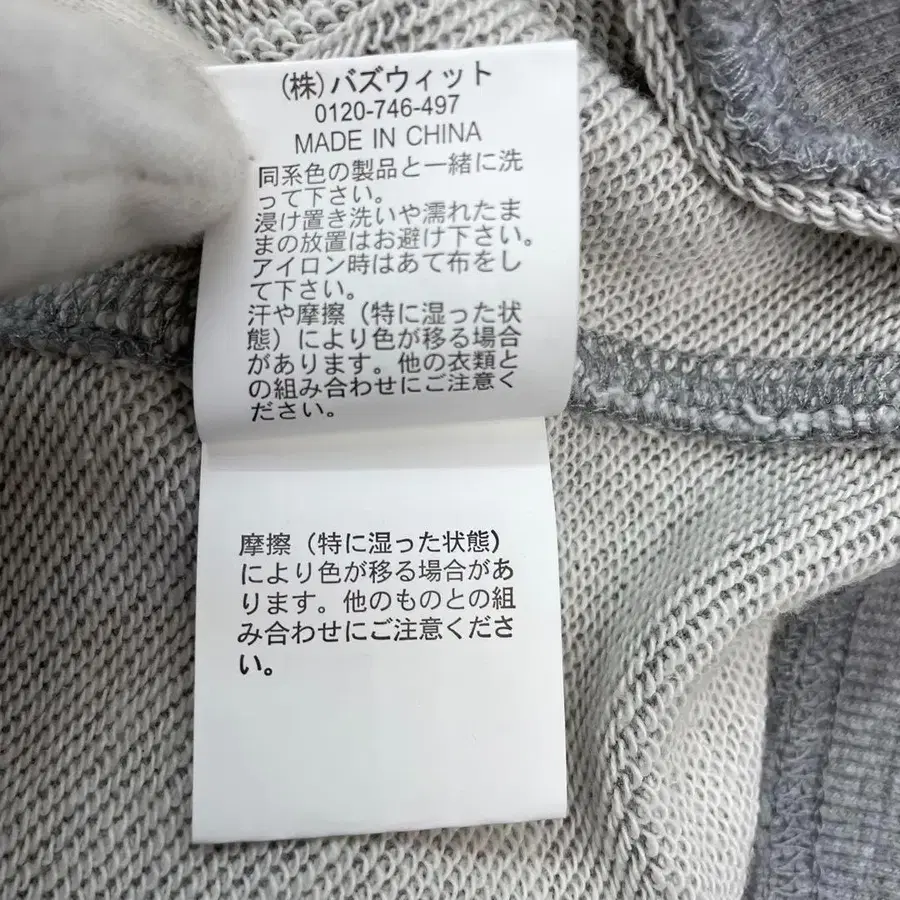 (株)バズウィット
0120-746-497
MADE IN CHINA
同系色の製品と一緒に洗
って下さい。
浸け置き洗いや濡れたま
まの放置はお避け下さい。
アイロン時はあて布をし
て下さい。
汗や摩擦（特に湿った状
態）により色が移る場合
があります。他の衣類と
の組み合わせにご注意く
ださい。
摩擦（特に湿った状態）
により色が移る場合があ
ります。他のものとの組
み合わせにご注意くださ
い。